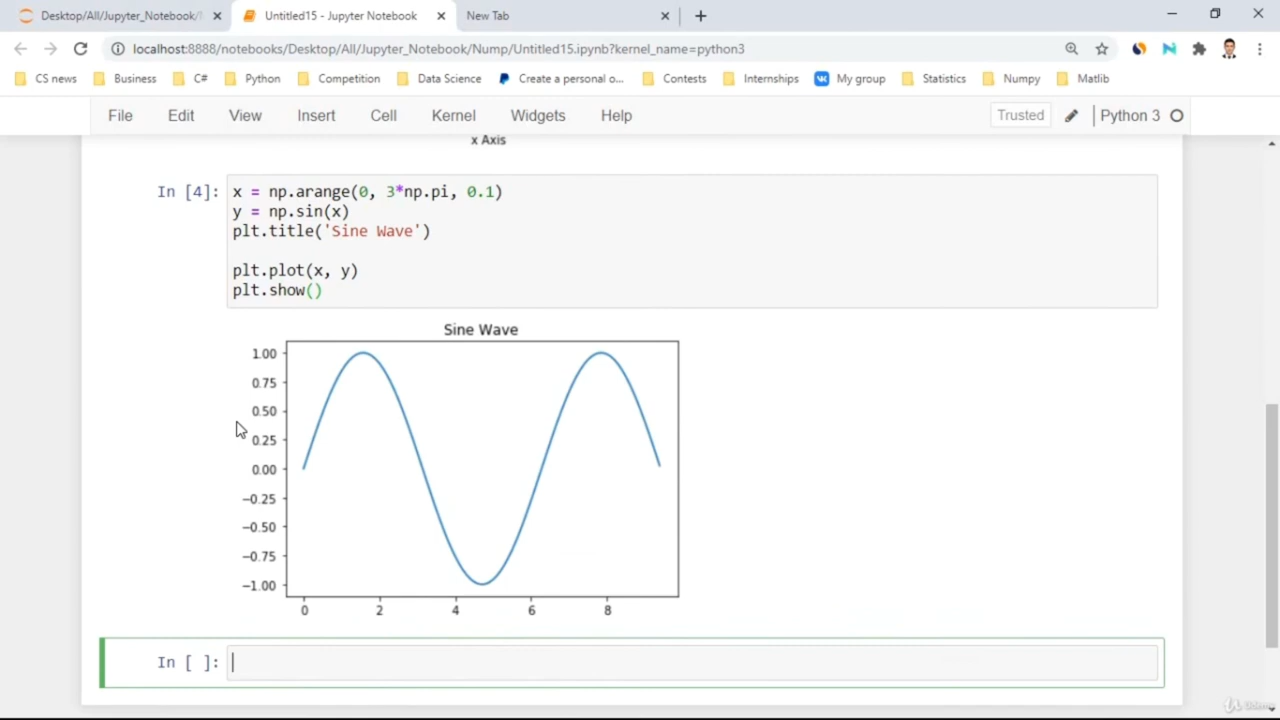 Desktop/All/Jupyter_Notebook/
Untitled15 - Jupyter Notebook
New Tab
localhost:8888/notebooks/Desktop/All/Jupyter_Notebook/Nump/Untitled15.ipynb?kernel_name=python3
CS news
Business
C#
Python
Competition
Data Science
Create a personal o...
Contests
Internships
My group
Statistics
Numpy
Matlib
File
Edit
View
Insert
Cell
Kernel
Widgets
Help
Trusted
Python 3
x Axis
In [4]:
x = np.arange(0, 3*np.pi, 0.1)
y = np.sin(x)
plt.title('Sine Wave')
plt.plot(x, y)
plt.show()
Sine Wave
1.00
0.75
0.50
0.25
0.00
−0.25
−0.50
−0.75
−1.00
0 2 4 6 8
In [ ]:
Udemy